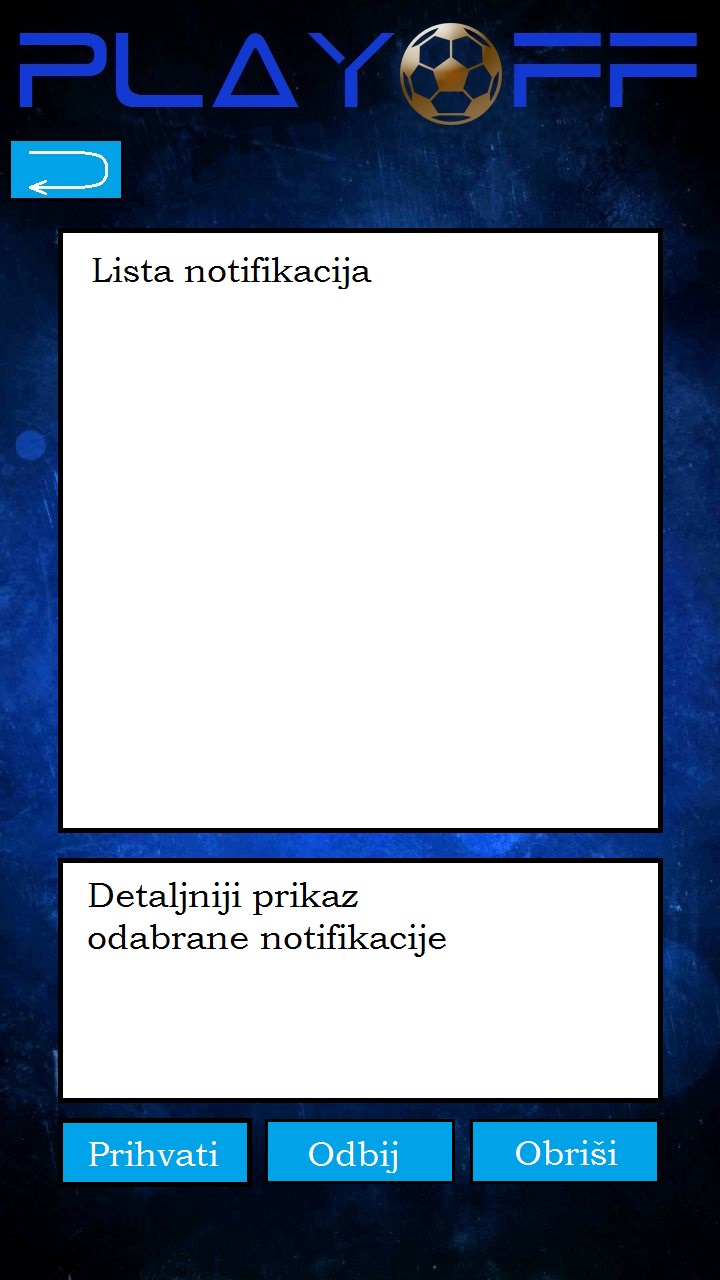 PLAYOFF
Lista notifikacija
Detaljniji prikaz
odabrane notifikacije
Prihvati Odbij Obriši